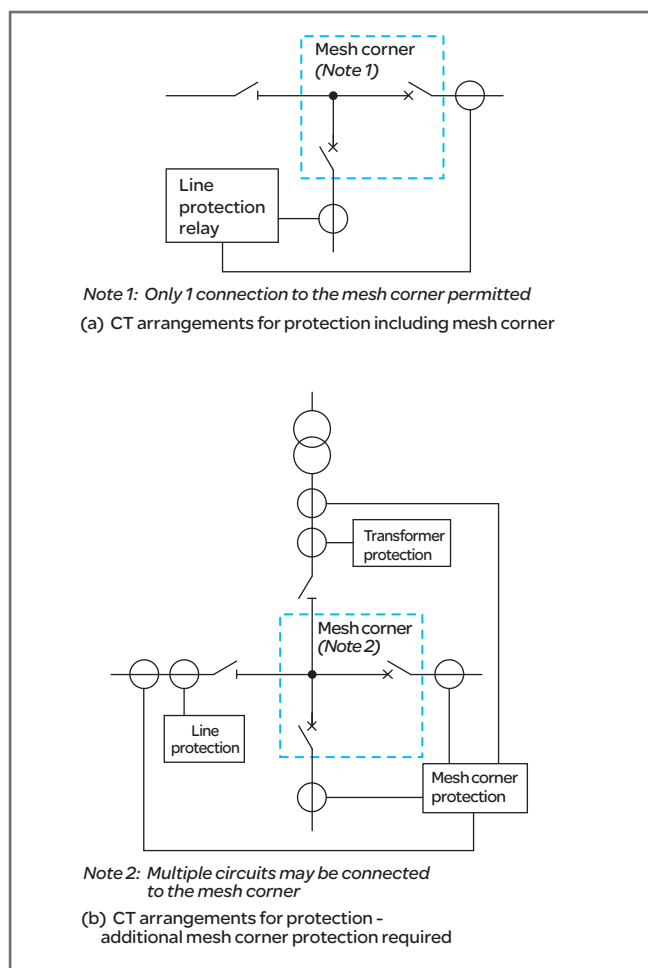 Mesh corner
(Note 1)
Line
protection
relay
Note 1: Only 1 connection to the mesh corner permitted
(a) CT arrangements for protection including mesh corner
Transformer
protection
Mesh corner
(Note 2)
Line
protection
Mesh corner
protection
Note 2: Multiple circuits may be connected
to the mesh corner
(b) CT arrangements for protection -
additional mesh corner protection required